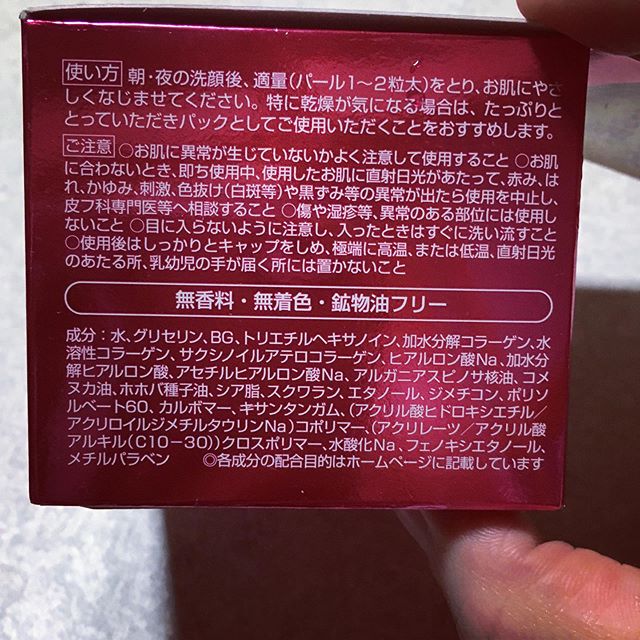 使い方 朝・夜の洗顔後、適量(パール1～2粒大)をとり、お肌にやさ
しくなじませてください。特に乾燥が気になる場合は、たっぷりと
とっていただきパックとしてご使用いただくことをおすすめします。
ご注意 ○お肌に異常が生じていないかよく注意して使用すること ○お肌
に合わないとき、即ち使用中、使用したお肌に直射日光があたって、赤み、は
れ、かゆみ、刺激、色抜け(白斑等)や黒ずみ等の異常が出たら使用を中止し、
皮フ科専門医等へ相談すること ○傷や湿疹等、異常のある部位には使用し
ないこと ○目に入らないように注意し、入ったときはすぐに洗い流すこと
○使用後はしっかりとキャップをしめ、極端に高温、または低温、直射日光
のあたる所、乳幼児の手が届く所には置かないこと
無香料・無着色・鉱物油フリー
成分：水、グリセリン、BG、トリエチルヘキサノイン、加水分解コラーゲン、水
溶性コラーゲン、サクシノイルアテロコラーゲン、ヒアルロン酸Na、加水分
解ヒアルロン酸、アセチルヒアルロン酸Na、アルガニアスピノサ核油、コメ
ヌカ油、ホホバ種子油、シア脂、スクワラン、エタノール、ジメチコン、ポリソ
ルベート60、カルボマー、キサンタンガム、(アクリル酸ヒドロキシエチル/
アクリロイルジメチルタウリンNa)コポリマー、(アクリレーツ/アクリル酸
アルキル(C10－30))クロスポリマー、水酸化Na、フェノキシエタノール、
メチルパラベン ◎各成分の配合目的はホームページに記載しています